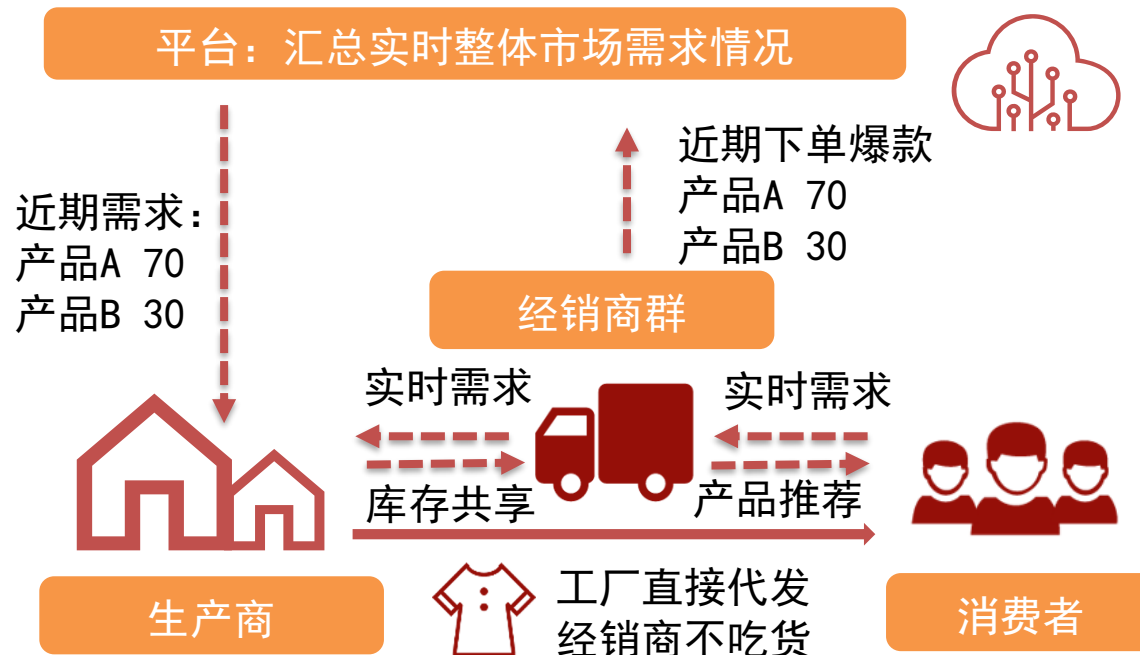 平台：汇总实时整体市场需求情况
近期下单爆款
产品A 70
产品B 30
近期需求：
产品A 70
产品B 30
经销商群
实时需求
实时需求
库存共享
产品推荐
工厂直接代发
经销商不吃货
生产商
消费者